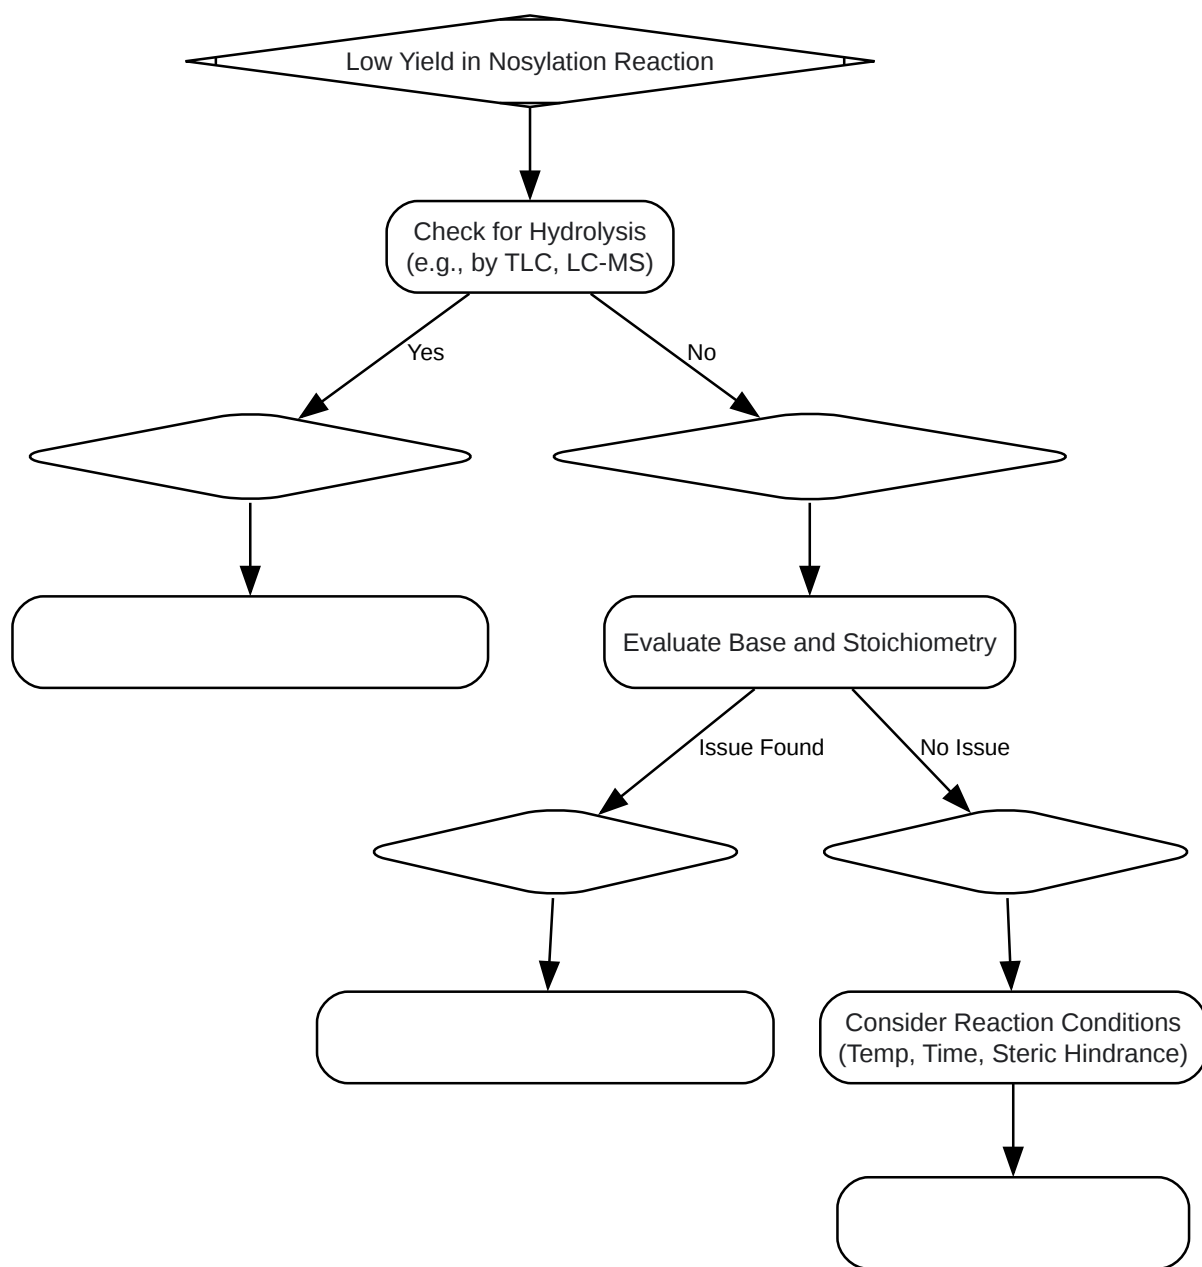 Low Yield in Nosylation Reaction
Check for Hydrolysis
(e.g., by TLC, LC-MS)
Yes
No
Evaluate Base and Stoichiometry
Issue Found
No Issue
Consider Reaction Conditions
(Temp, Time, Steric Hindrance)